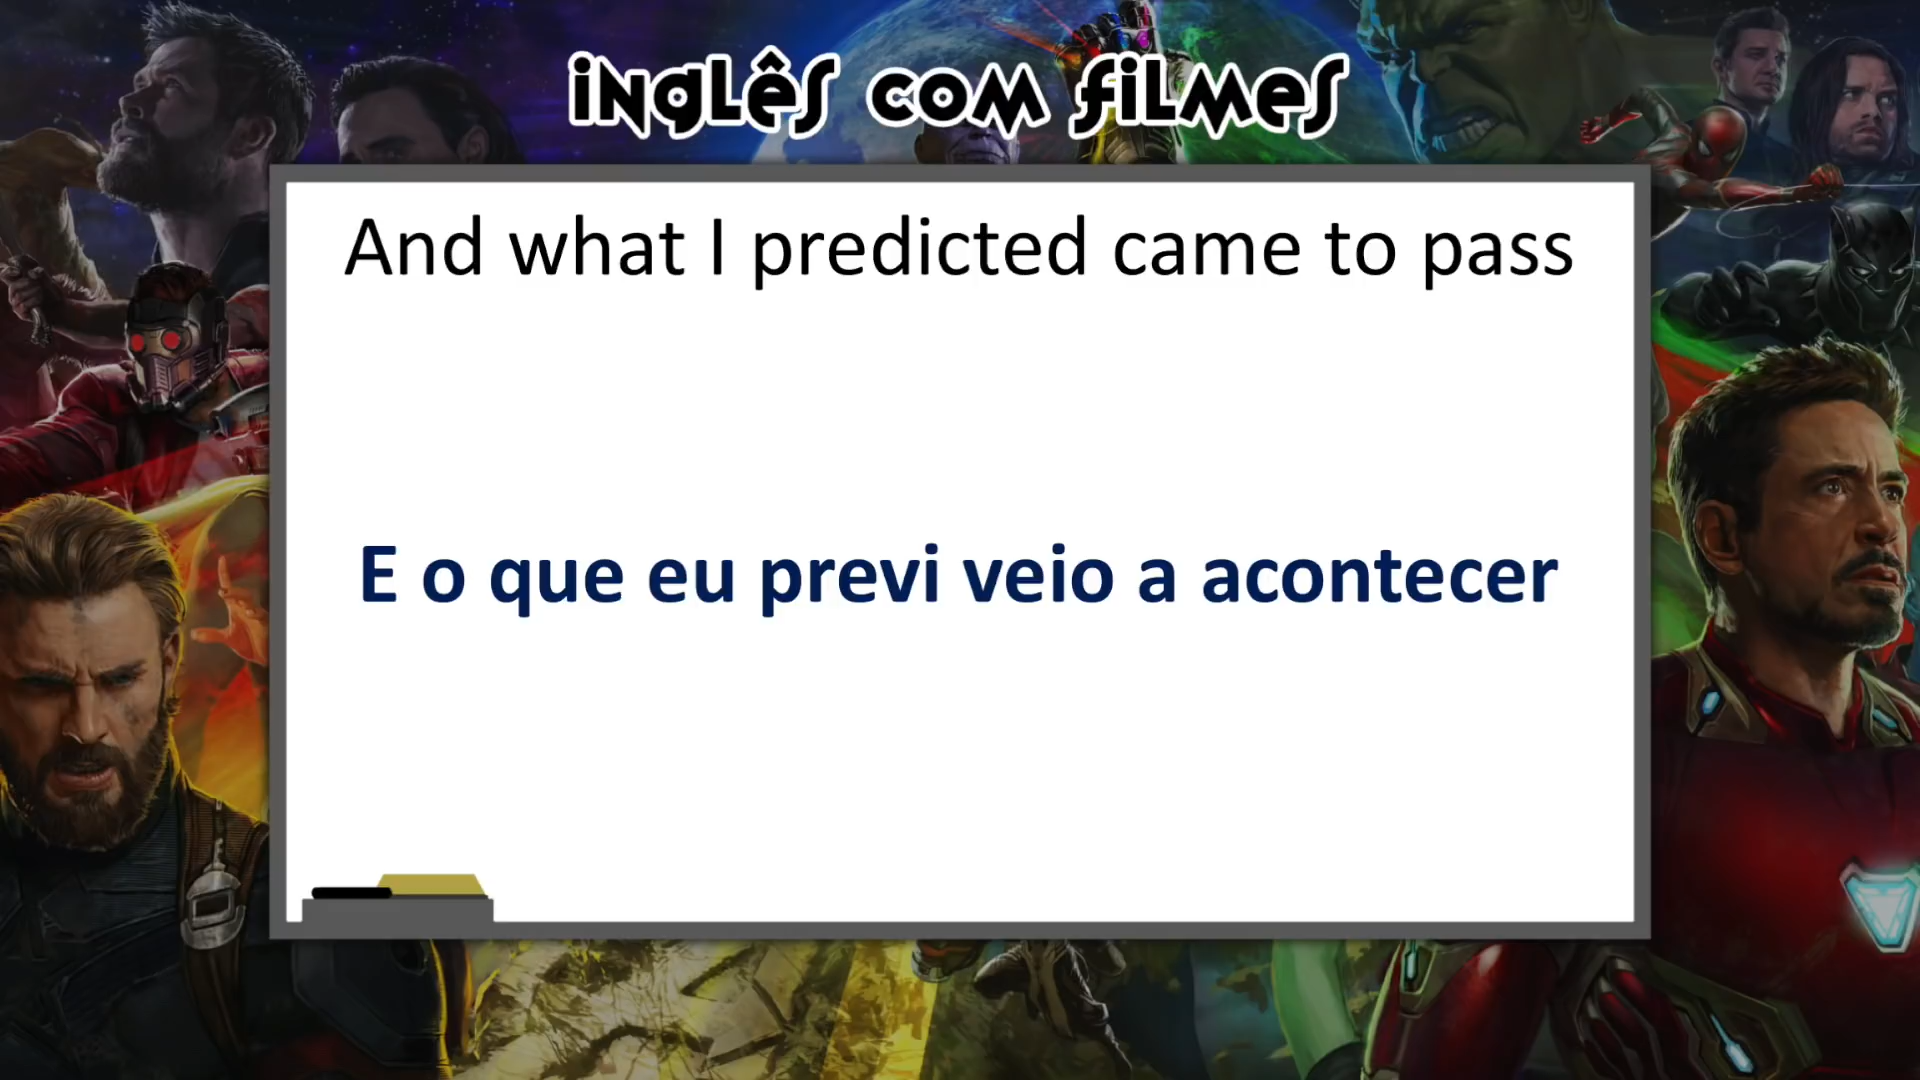 INGLÊS COM FILMES
And what I predicted came to pass
E o que eu previ veio a acontecer